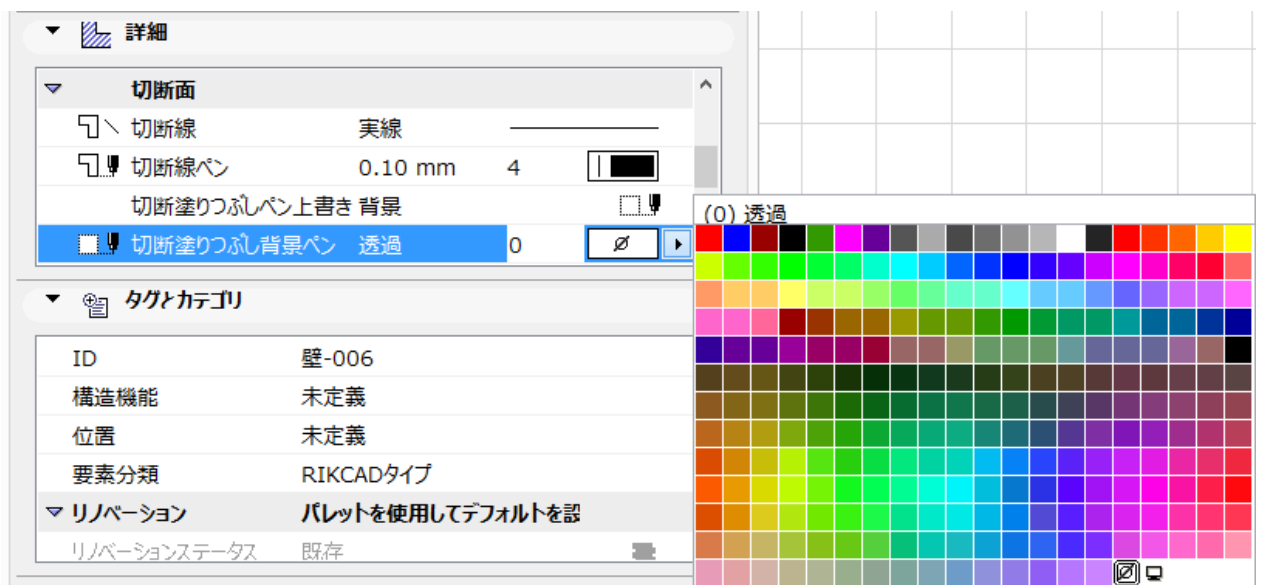 詳細
切断面
切断線 実線
切断線ペン 0.10 mm 4
切断塗りつぶしペン上書き 背景
(0) 透過
切断塗りつぶし背景ペン 透過 0
タグとカテゴリ
ID 壁-006
構造機能 未定義
位置 未定義
要素分類 RIKCADタイプ
リノベーション パレットを使用してデフォルトを設
リノベーションステータス 既存